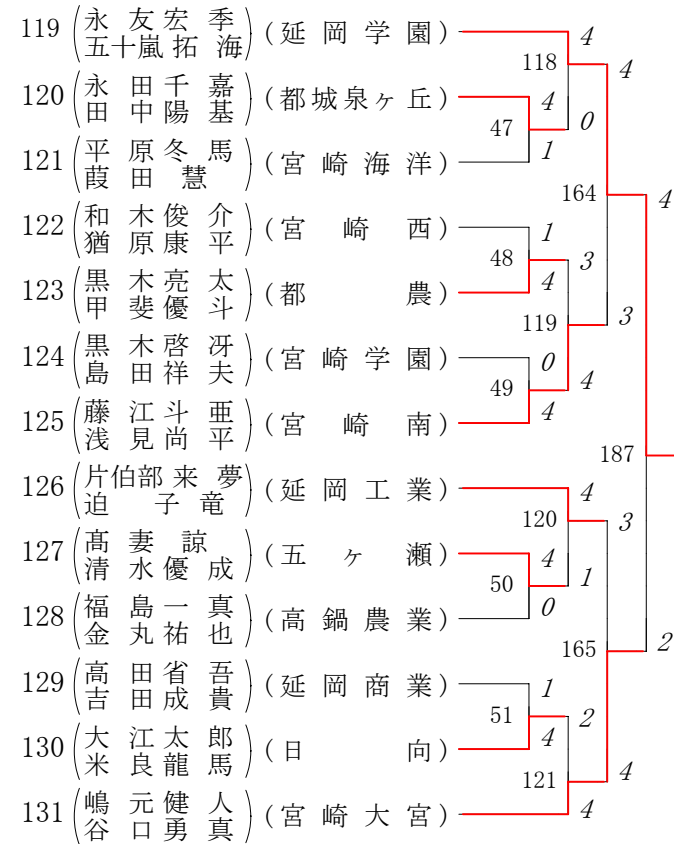 119 (永 友 宏 季 五十嵐 拓 海) (延 岡 学 園)
120 (永 田 千 嘉 田 中 陽 基) (都城泉ヶ丘)
121 (平 原 冬 馬 葭 田 慧) (宮 崎 海 洋)
122 (和 木 俊 介 猶 原 康 平) (宮 崎 西)
123 (黒 木 亮 太 甲 斐 優 斗) (都 農)
124 (黒 木 啓 冴 島 田 祥 夫) (宮 崎 学 園)
125 (藤 江 斗 亜 浅 見 尚 平) (宮 崎 南)
126 (片伯部 来 夢 迫 子 竜) (延 岡 工 業)
127 (髙 妻 諒 清 水 優 成) (五 ヶ 瀬)
128 (福 島 一 真 金 丸 祐 也) (高 鍋 農 業)
129 (高 田 省 吾 吉 田 成 貴) (延 岡 商 業)
130 (大 江 太 郎 米 良 龍 馬) (日 向)
131 (嶋 元 健 人 谷 口 勇 真) (宮 崎 大 宮)
47 4 1
48 1 4
49 0 4
50 4 0
51 1 4
118 4 0
119 3 4
120 4 1
121 2 4
164 4 3
165 3 4
187 4 2